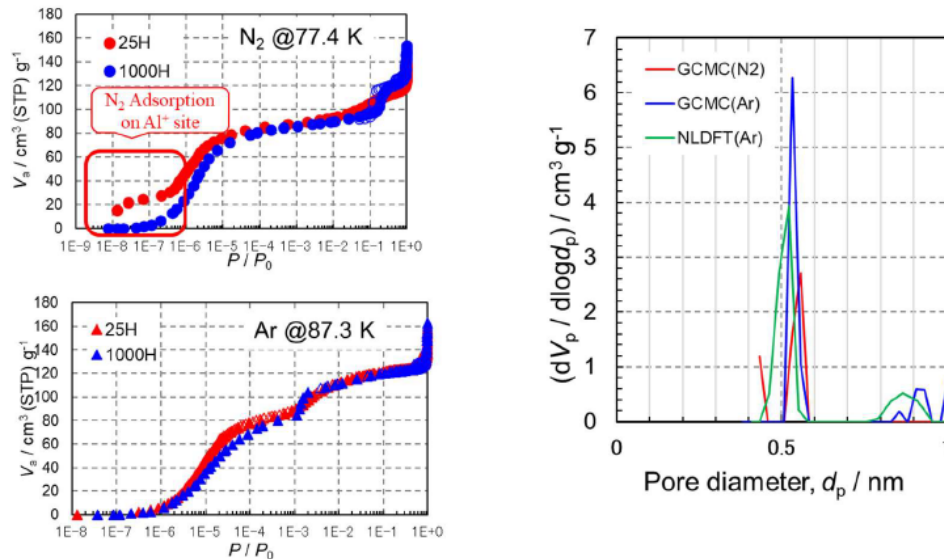 180
160
140
120
100
80
60
40
20
0
Vₐ / cm³ (STP) g⁻¹
25H
1000H
N₂ @77.4 K
N₂ Adsorption
on Al⁺ site
1E-9 1E-8 1E-7 1E-6 1E-5 1E-4 1E-3 1E-2 1E-1 1E+0
P / P₀
180
160
140
120
100
80
60
40
20
0
Vₐ / cm³ (STP) g⁻¹
25H
1000H
Ar @87.3 K
1E-8 1E-7 1E-6 1E-5 1E-4 1E-3 1E-2 1E-1 1E+0
P / P₀
7
6
5
4
3
2
1
0
(dVₚ / dlogdₚ) / cm³ g⁻¹
GCMC(N2)
GCMC(Ar)
NLDFT(Ar)
0 0.5 1
Pore diameter, dₚ / nm